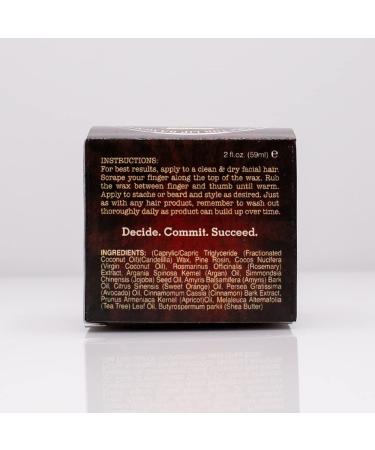 INSTRUCTIONS:
2 fl.oz. (59ml) ℮
For best results, apply to a clean & dry facial hair.
Scrape your finger along the top of the wax. Rub
the wax between finger and thumb until warm.
Apply to stache or beard and style as desired. Just
as with any hair product, remember to wash out
thoroughly daily as product can build up over time.
Decide. Commit. Succeed.
INGREDIENTS: (Caprylic/Capric Triglyceride (Fractionated
Coconut Oil)(Candelilla) Wax, Pine Rosin, Cocos Nucifera
(Virgin Coconut Oil), Rosmarinus Officinalis (Rosemary)
Extract, Argania Spinosa Kernel (Argan) Oil, Simmondsia
Chinensis (Jojoba) Seed Oil, Amyris Balsamifera (Amyris) Bark
Oil, Citrus Sinensis (Sweet Orange) Oil, Persea Gratissima
(Avocado) Oil, Cinnamomum Cassia (Cinnamon) Bark Extract,
Prunus Armeniaca Kernel (Apricot)Oil, Melaleuca Alternafolia
(Tea Tree) Leaf Oil, Butyrospermum parkii (Shea Butter)